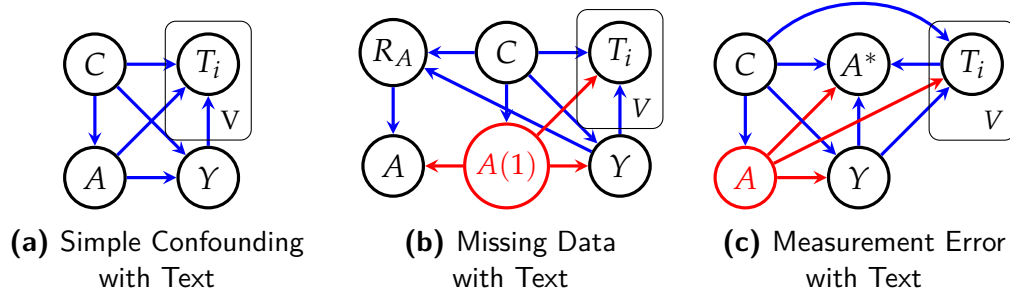 C T_i
V
A Y
(a) Simple Confounding
with Text
R_A C T_i
V
A A(1) Y
(b) Missing Data
with Text
C A* T_i
V
A Y
(c) Measurement Error
with Text